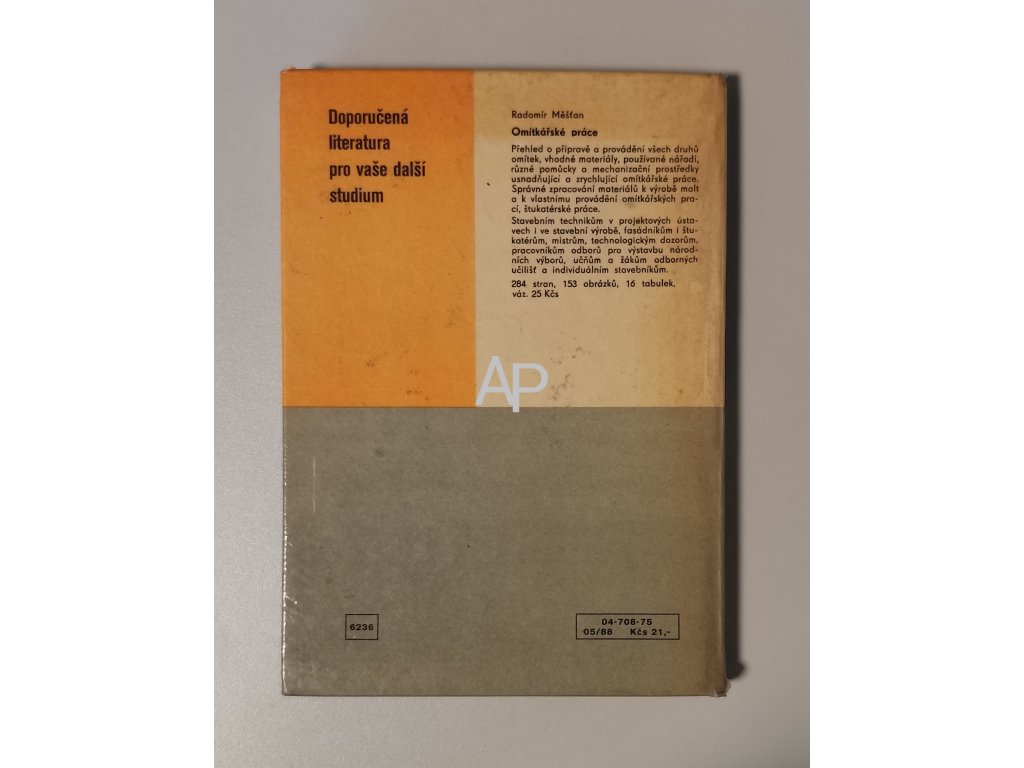 Doporučená
literatura
pro vaše další
studium
Radomír Měšťan
Omítkářské práce
Přehled o přípravě a provádění všech druhů
omítek, vhodné materiály, používané nářadí,
různé pomůcky a mechanizační prostředky
usnadňující a zrychlující omítkářské práce.
Správné zpracování materiálů k výrobě malt
a k vlastnímu provádění omítkářských pra-
cí, štukatérské práce.
Stavebním technikům v projektových ústa-
vech i ve stavební výrobě, fasádníkům i štu-
katérům, mistrům, technologickým dozorům,
pracovníkům odborů pro výstavbu národ-
ních výborů, učňům a žákům odborných
učilišť a individuálním stavebníkům.
284 stran, 153 obrázků, 16 tabulek,
váz. 25 Kčs
AP
6236
04-708-75
05/88 Kčs 21,-